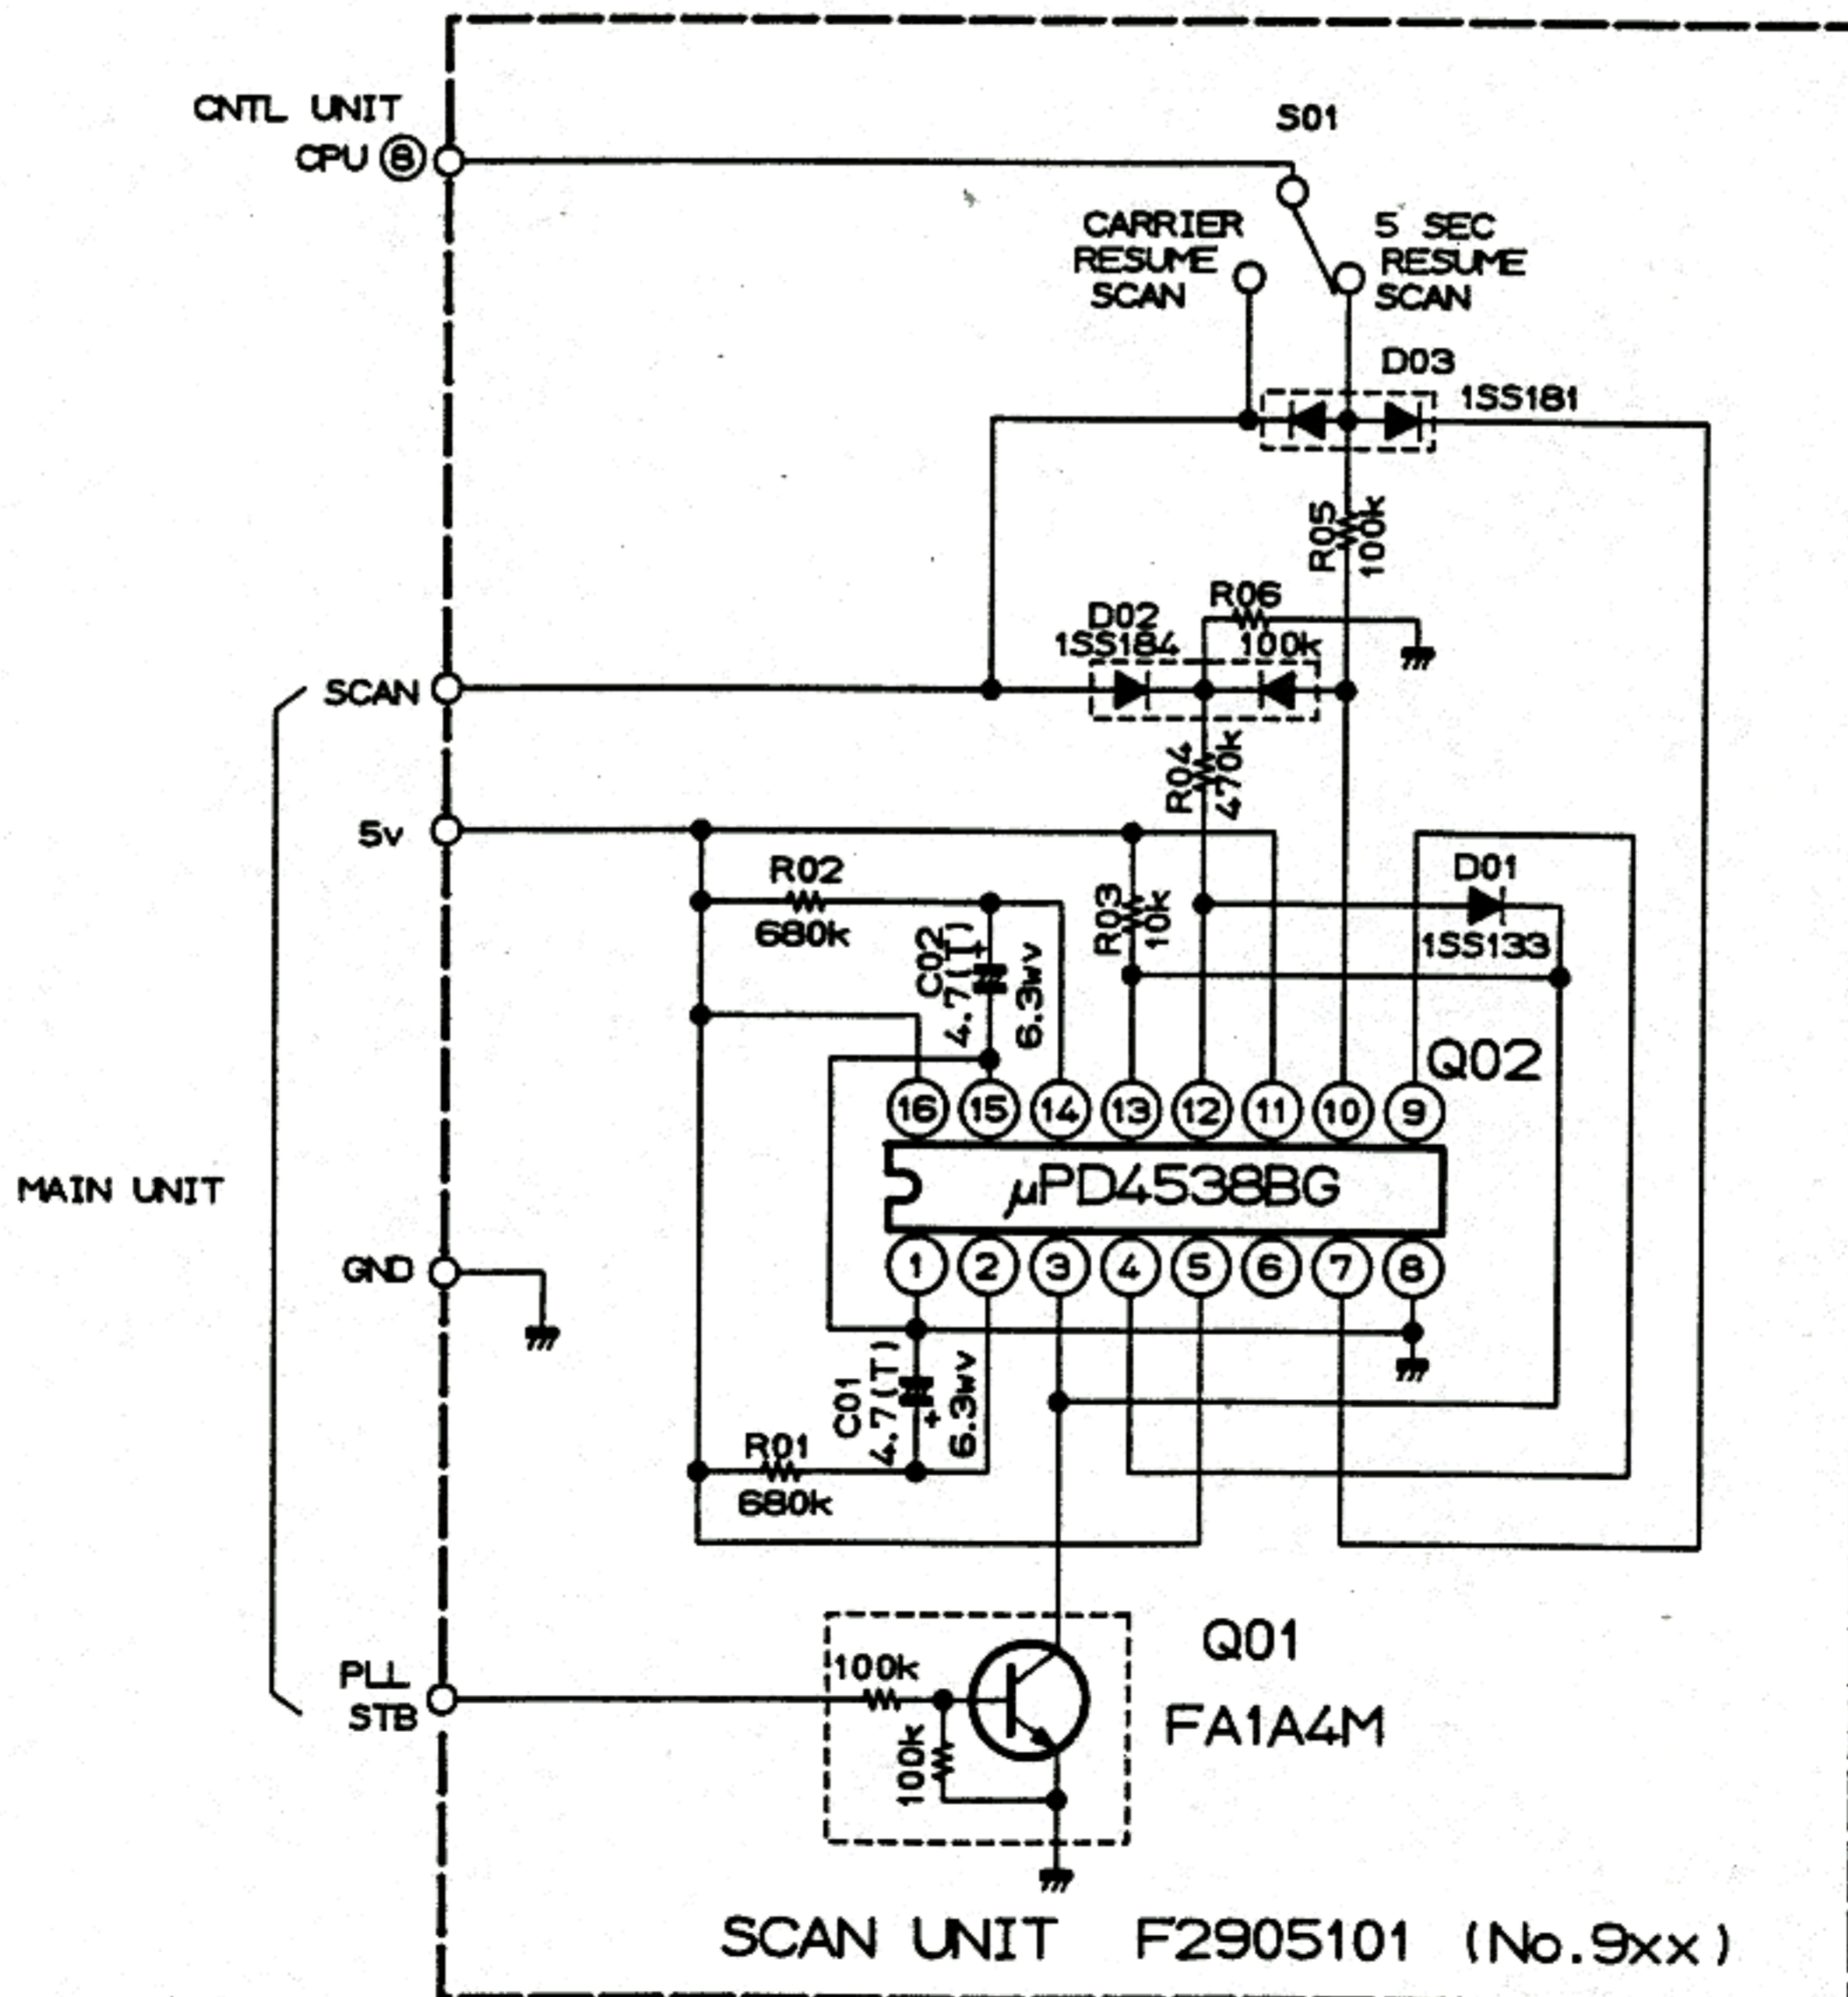 CNTL UNIT
CPU ⑧
S01
CARRIER
RESUME
SCAN
5 SEC
RESUME
SCAN
D03
1SS181
R05
100k
R06
100k
D02
1SS184
SCAN
R04
470k
5v
R02
680k
C02
4.7(T)
+
6.3wv
R03
10k
D01
1SS133
Q02
16 15 14 13 12 11 10 9
μPD4538BG
1 2 3 4 5 6 7 8
MAIN UNIT
GND
C01
4.7(T)
+
6.3wv
R01
680k
PLL
STB
100k
100k
Q01
FA1A4M
SCAN UNIT F2905101 (No.9xx)